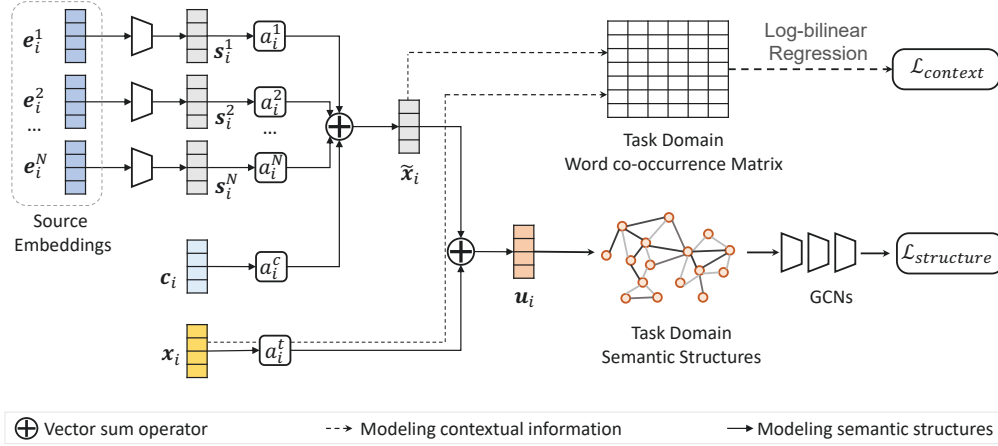 e_i^1
s_i^1
a_i^1
e_i^2
s_i^2
a_i^2
...
...
e_i^N
s_i^N
a_i^N
Source
Embeddings
c_i
a_i^c
x_i
a_i^t
x̃_i
u_i
Task Domain
Word co-occurrence Matrix
Log-bilinear
Regression
ℒ_context
Task Domain
Semantic Structures
GCNs
ℒ_structure
Vector sum operator
Modeling contextual information
Modeling semantic structures